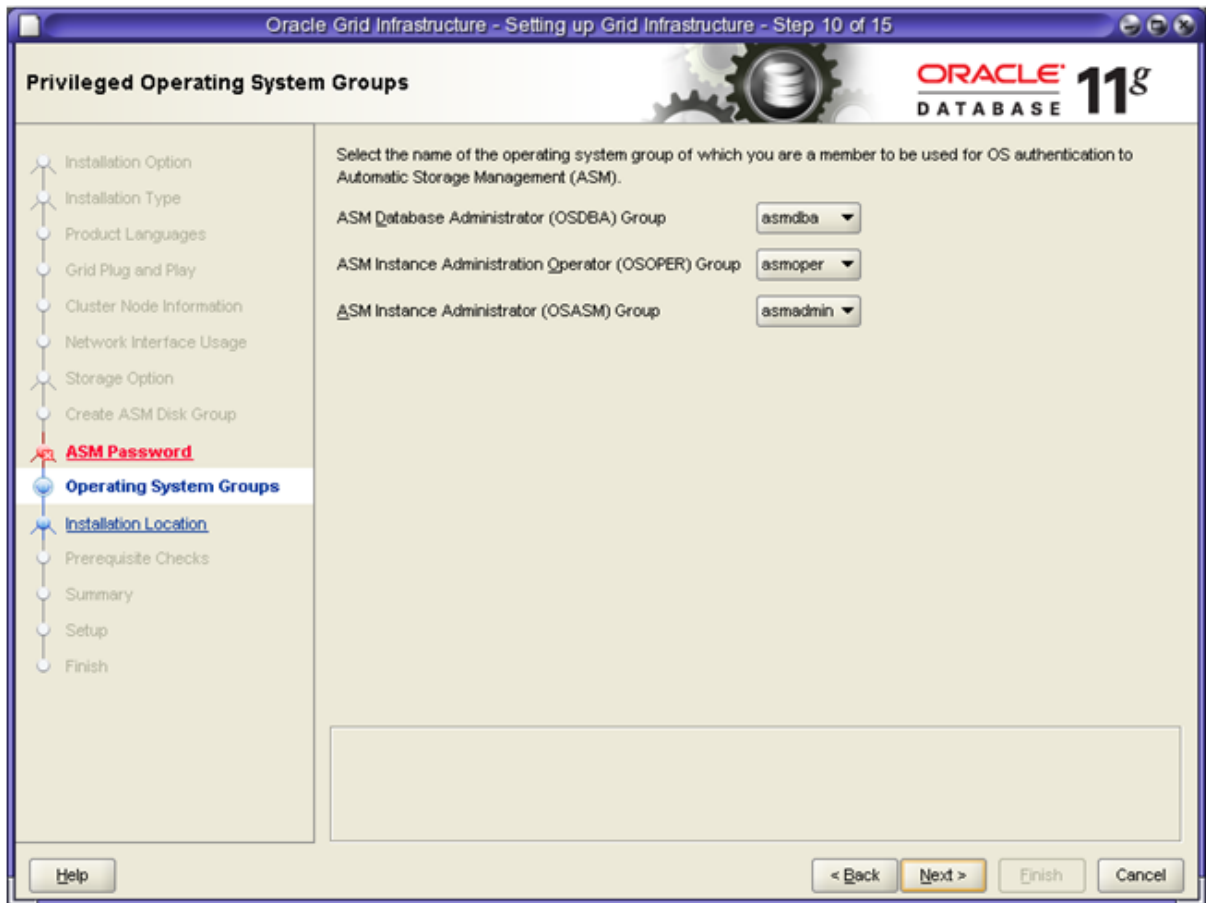 Oracle Grid Infrastructure - Setting up Grid Infrastructure - Step 10 of 15
Privileged Operating System Groups
ORACLE DATABASE 11g
Installation Option
Installation Type
Product Languages
Grid Plug and Play
Cluster Node Information
Network Interface Usage
Storage Option
Create ASM Disk Group
ASM Password
Operating System Groups
Installation Location
Prerequisite Checks
Summary
Setup
Finish
Select the name of the operating system group of which you are a member to be used for OS authentication to
Automatic Storage Management (ASM).
ASM Database Administrator (OSDBA) Group asmdba
ASM Instance Administration Operator (OSOPER) Group asmoper
ASM Instance Administrator (OSASM) Group asmadmin
Help < Back Next > Finish Cancel